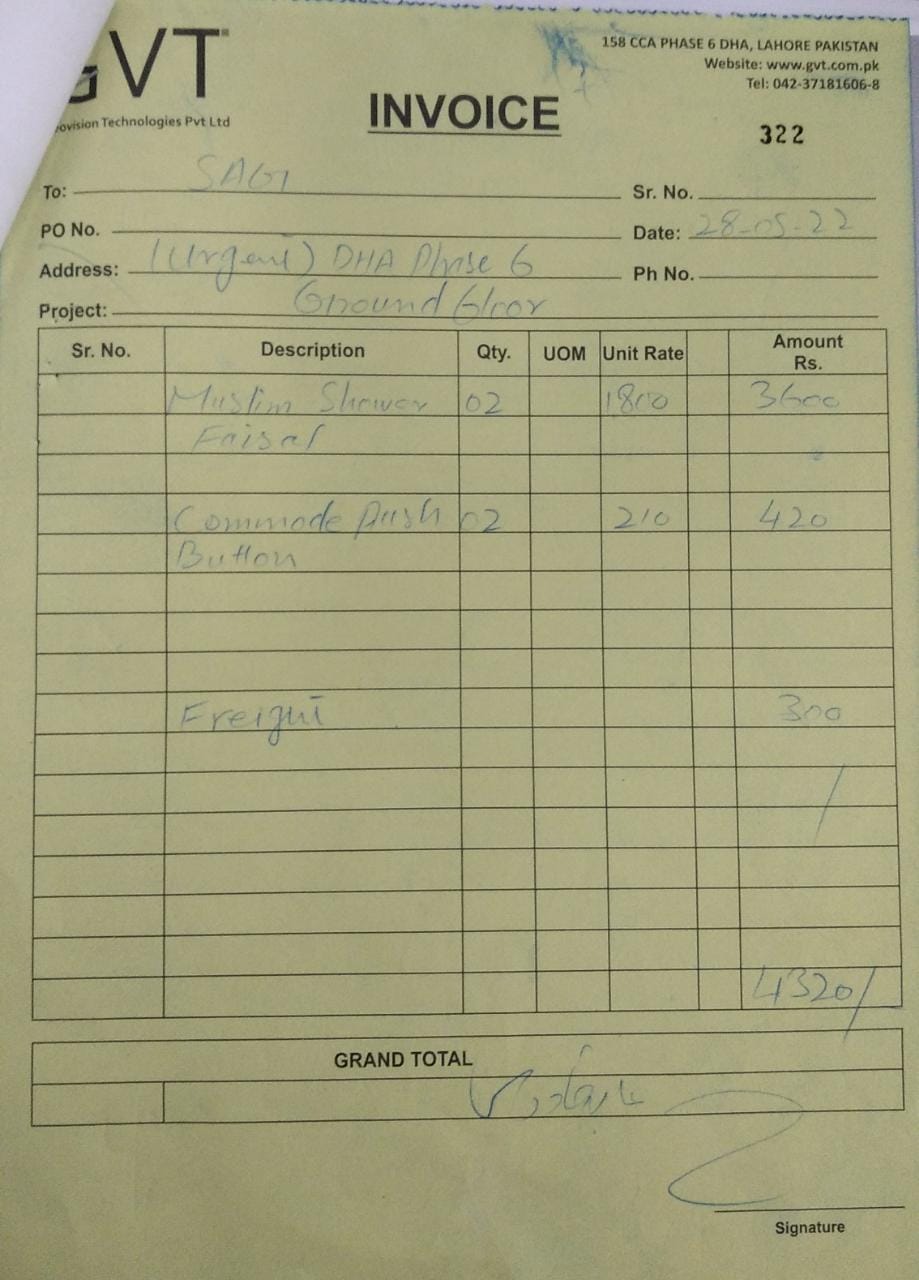 GVT
ovision Technologies Pvt Ltd
158 CCA PHASE 6 DHA, LAHORE PAKISTAN
Website: www.gvt.com.pk
Tel: 042-37181606-8
INVOICE
322
To: SAGI
Sr. No.
PO No.
Date: 28-05-22
Address: (Urgent) DHA Phase 6
Ph No.
Project: Ground floor
Sr. No. Description Qty. UOM Unit Rate Amount Rs.
Muslim Shower 02 1800 3600
Faisal
Commode Push 02 210 420
Button
Freight 300
4320/
GRAND TOTAL
Signature